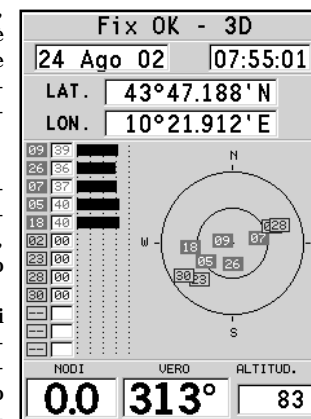 Fix OK - 3D
24 Ago 02 07:55:01
LAT. 43°47.188'N
LON. 10°21.912'E
09 39
26 36
07 37
05 40
18 40
02 00
23 00
28 00
30 00
--
--
--
N
W
S
28
07
09
18
05
26
30
23
NODI VERO ALTITUD.
0.0 313° 83